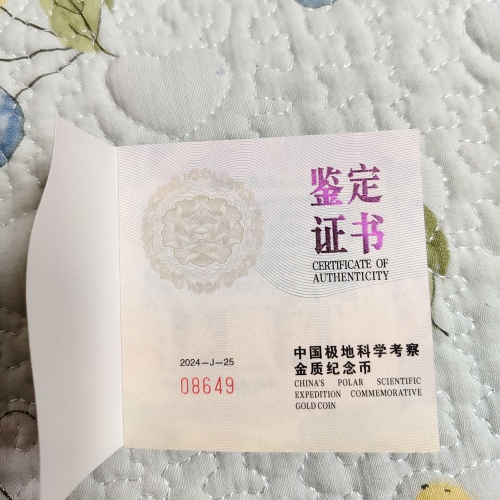 鉴定
证书
CERTIFICATE OF
AUTHENTICITY
2024-J-25
08649
中国极地科学考察
金质纪念币
CHINA'S POLAR SCIENTIFIC
EXPEDITION COMMEMORATIVE
GOLD COIN